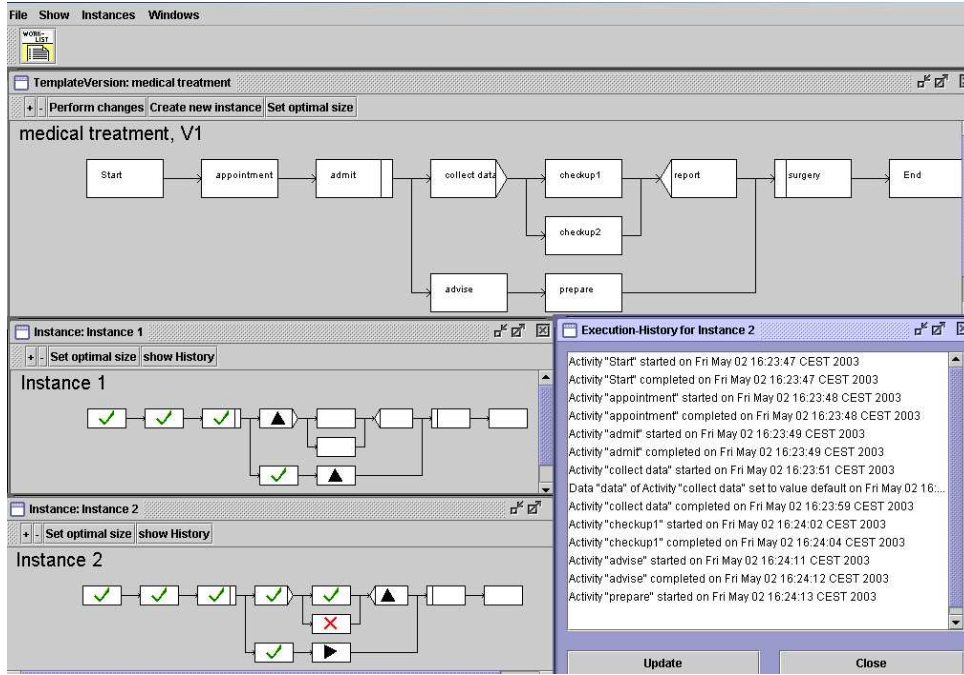 File Show Instances Windows
WORK-
LIST
TemplateVersion: medical treatment
+ - Perform changes Create new instance Set optimal size
medical treatment, V1
Start appointment admit collect data checkup1 report surgery End
checkup2
advise prepare
Instance: Instance 1
+ - Set optimal size show History
Instance 1
Instance: Instance 2
+ - Set optimal size show History
Instance 2
Execution-History for Instance 2
Activity "Start" started on Fri May 02 16:23:47 CEST 2003
Activity "Start" completed on Fri May 02 16:23:47 CEST 2003
Activity "appointment" started on Fri May 02 16:23:48 CEST 2003
Activity "appointment" completed on Fri May 02 16:23:48 CEST 2003
Activity "admit" started on Fri May 02 16:23:49 CEST 2003
Activity "admit" completed on Fri May 02 16:23:49 CEST 2003
Activity "collect data" started on Fri May 02 16:23:51 CEST 2003
Data "data" of Activity "collect data" set to value default on Fri May 02 16:...
Activity "collect data" completed on Fri May 02 16:23:59 CEST 2003
Activity "checkup1" started on Fri May 02 16:24:02 CEST 2003
Activity "checkup1" completed on Fri May 02 16:24:04 CEST 2003
Activity "advise" started on Fri May 02 16:24:11 CEST 2003
Activity "advise" completed on Fri May 02 16:24:12 CEST 2003
Activity "prepare" started on Fri May 02 16:24:13 CEST 2003
Update Close